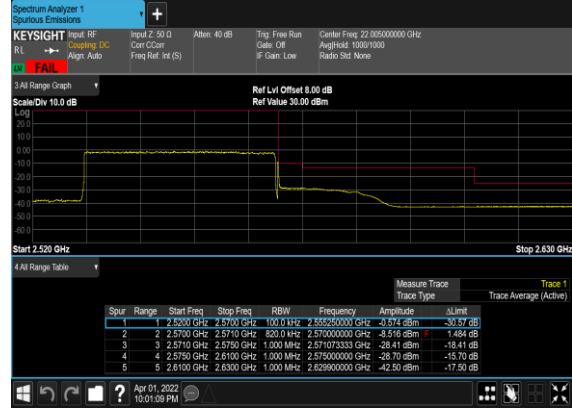 Spectrum Analyzer 1
Spurious Emissions
KEYSIGHT Input: RF Input Z: 50 Ω Atten: 40 dB Trig: Free Run Center Freq: 22.005000000 GHz
RL Coupling: DC Corr CCorr Gate: Off Avg|Hold: 1000/1000
Align: Auto Freq Ref: Int (S) IF Gain: Low Radio Std: None
FAIL
3 All Range Graph
Ref Lvl Offset 8.00 dB
Scale/Div 10.0 dB Ref Value 30.00 dBm
Log
20.0
10.0
0.00
-10.0
-20.0
-30.0
-40.0
-50.0
-60.0
Start 2.520 GHz Stop 2.630 GHz
4 All Range Table
Measure Trace Trace 1
Trace Type Trace Average (Active)
Spur Range Start Freq Stop Freq RBW Frequency Amplitude ΔLimit
1 1 2.5200 GHz 2.5700 GHz 100.0 kHz 2.555250000 GHz -0.574 dBm -30.57 dB
2 2 2.5700 GHz 2.5710 GHz 820.0 kHz 2.570000000 GHz -8.516 dBm F 1.484 dB
3 3 2.5710 GHz 2.5750 GHz 1.000 MHz 2.571073333 GHz -28.41 dBm -18.41 dB
4 4 2.5750 GHz 2.6100 GHz 1.000 MHz 2.575000000 GHz -28.70 dBm -15.70 dB
5 5 2.6100 GHz 2.6300 GHz 1.000 MHz 2.629900000 GHz -42.50 dBm -17.50 dB
Apr 01, 2022
10:01:09 PM